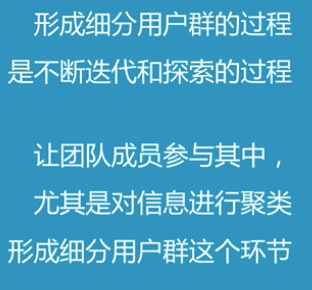 形成细分用户群的过程
是不断迭代和探索的过程
让团队成员参与其中，
尤其是对信息进行聚类
形成细分用户群这个环节